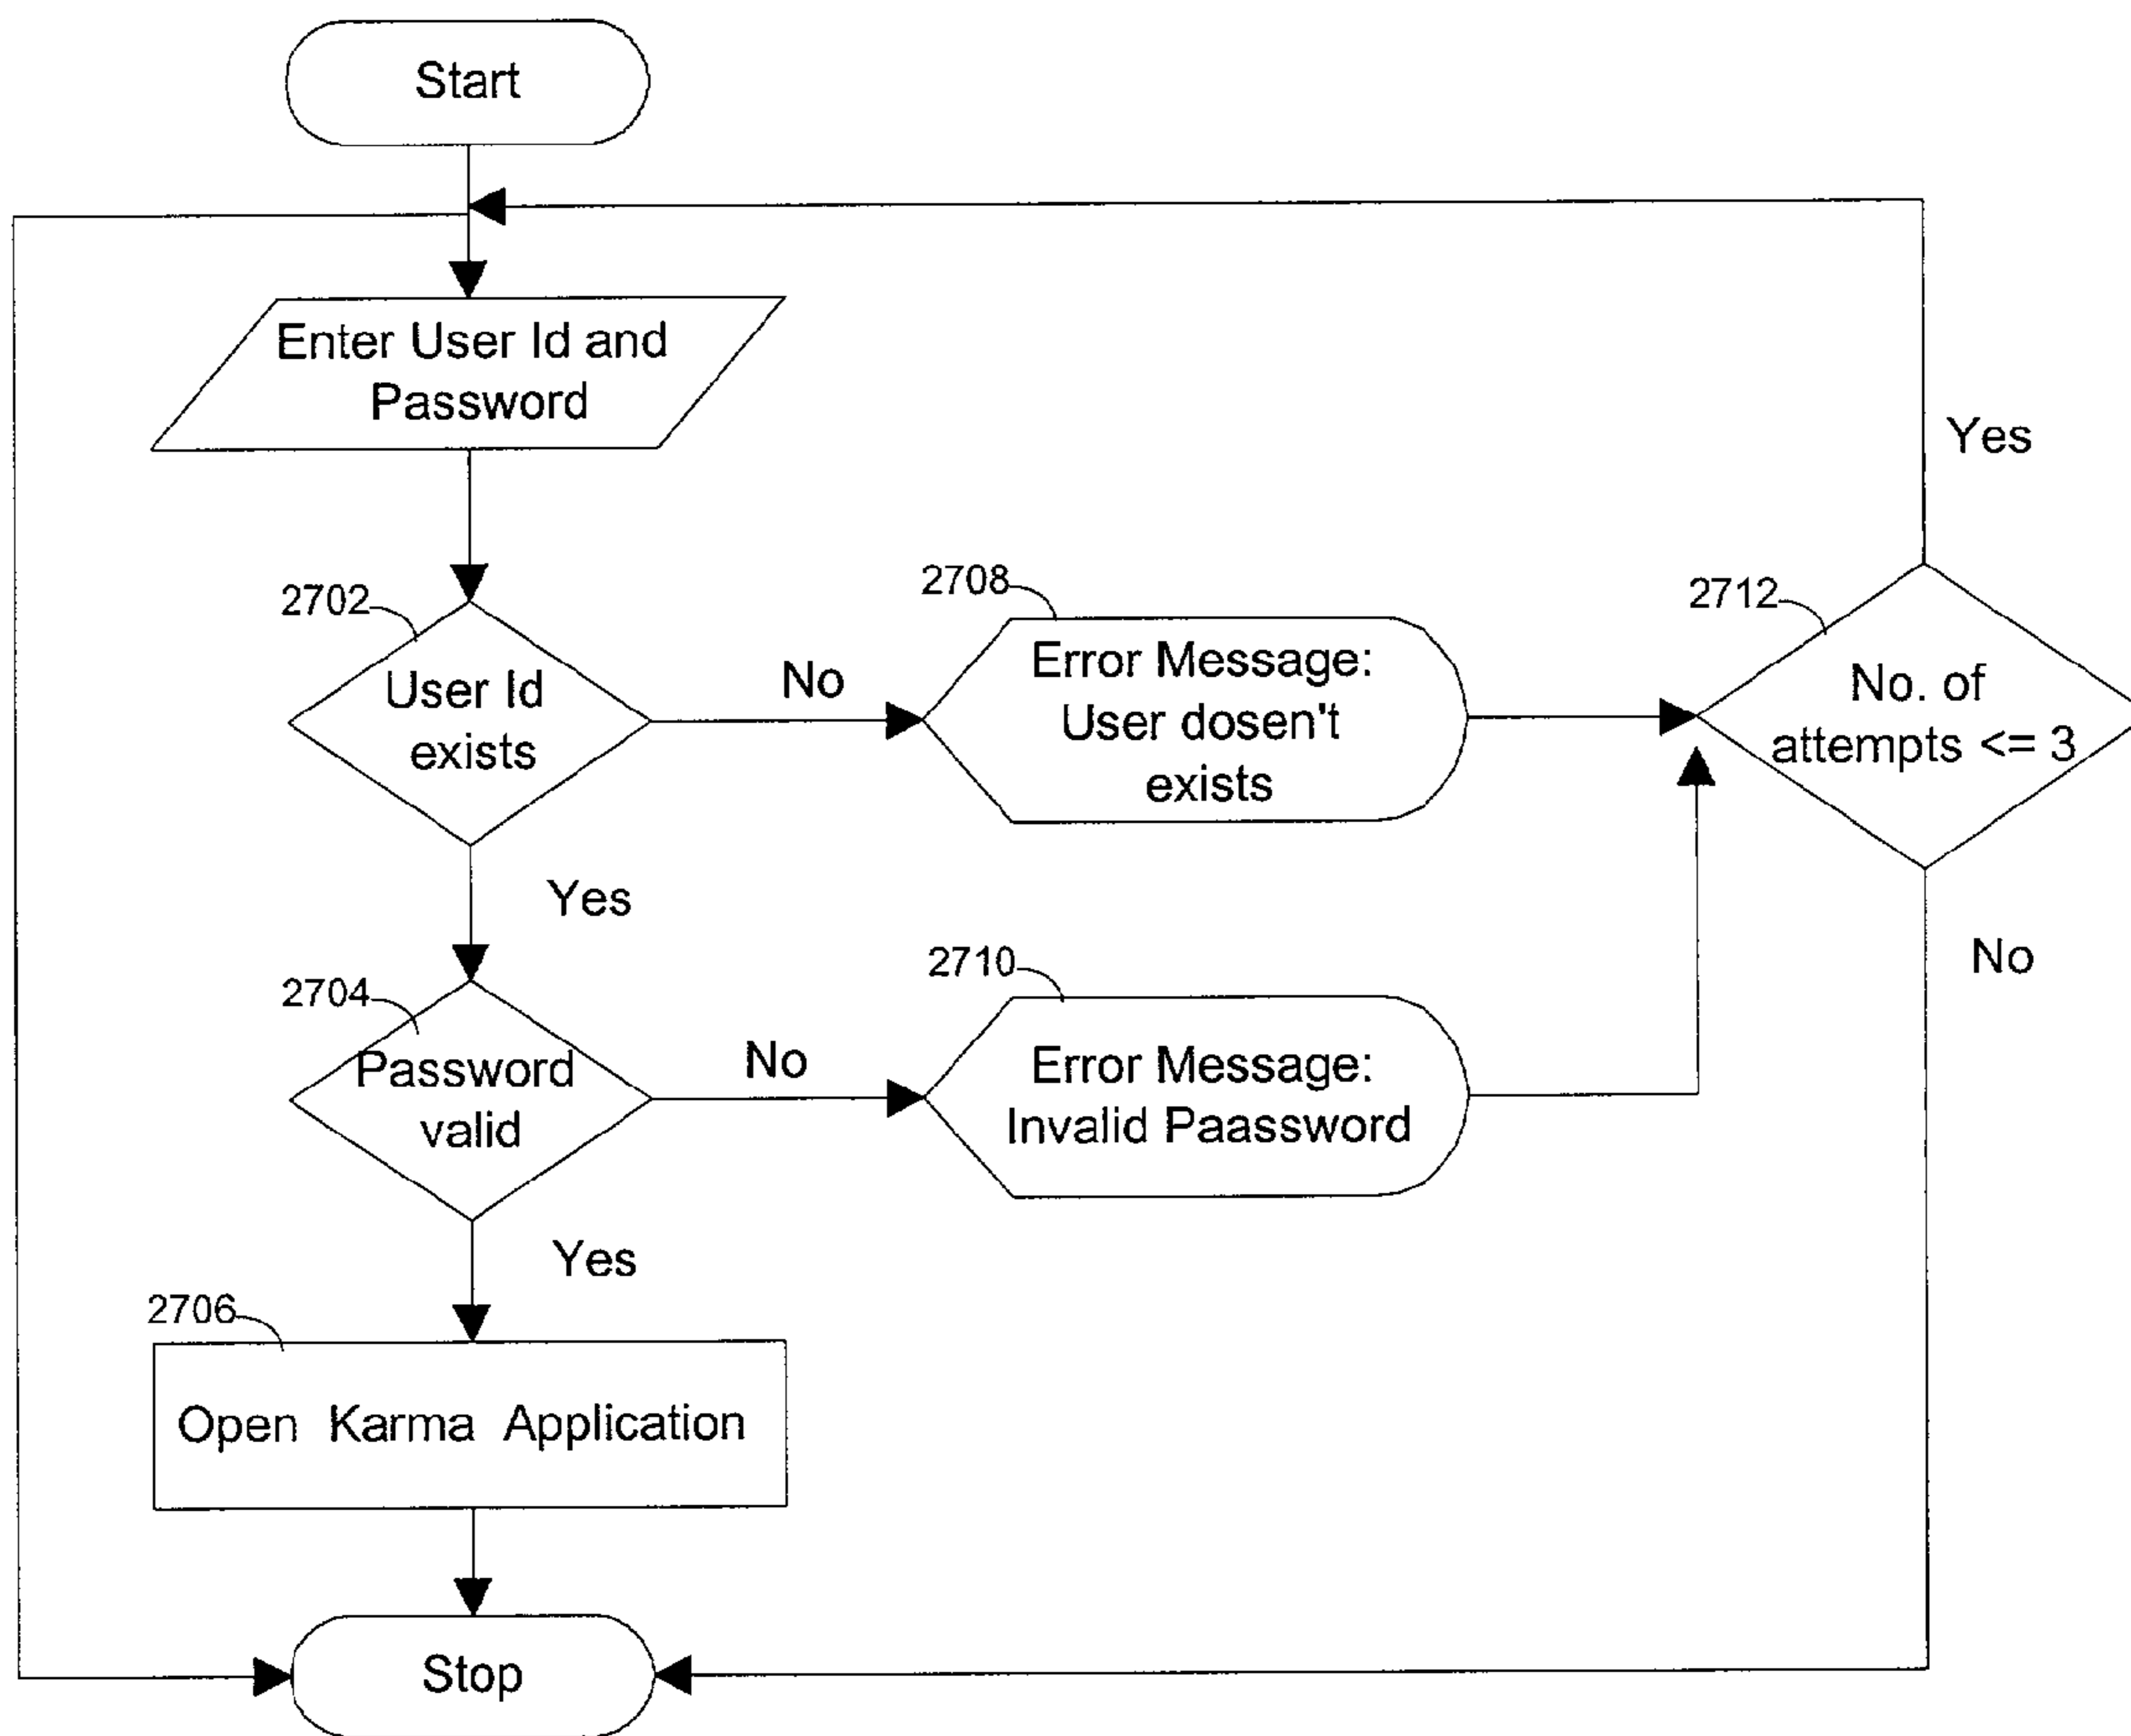 Start
Enter User Id and
Password
Yes
2702
User Id
exists
No
2708
Error Message:
User dosen't
exists
2712
No. of
attempts <= 3
Yes
No
2704
Password
valid
No
2710
Error Message:
Invalid Paassword
Yes
2706
Open Karma Application
Stop